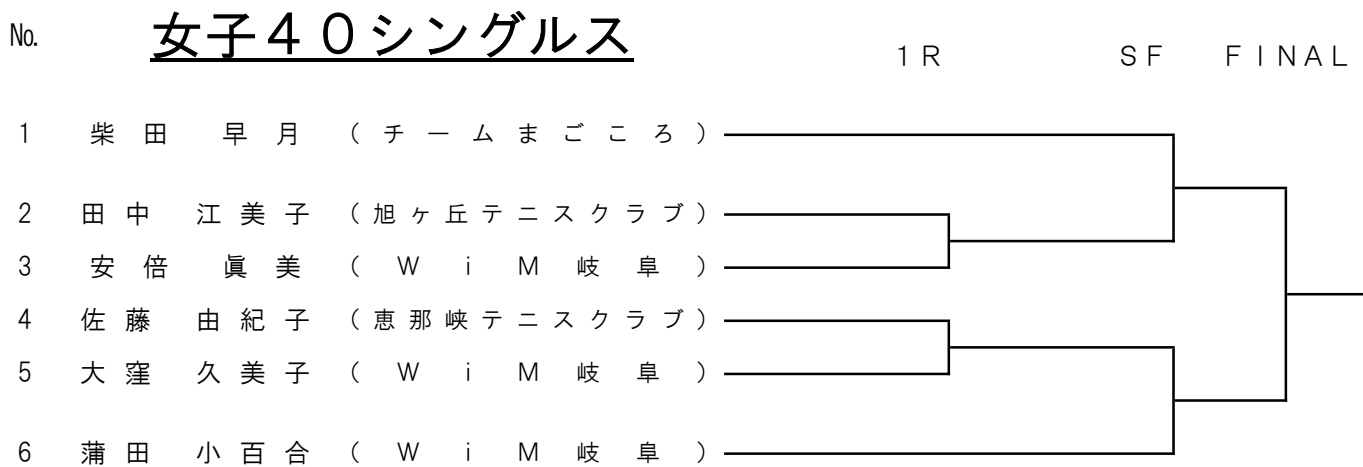 No. 女子４０シングルス １Ｒ ＳＦ ＦＩＮＡＬ
1 柴田 早月 （チームまごころ）
2 田中 江美子 （旭ヶ丘テニスクラブ）
3 安倍 眞美 （ＷｉＭ岐阜）
4 佐藤 由紀子 （恵那峡テニスクラブ）
5 大窪 久美子 （ＷｉＭ岐阜）
6 蒲田 小百合 （ＷｉＭ岐阜）